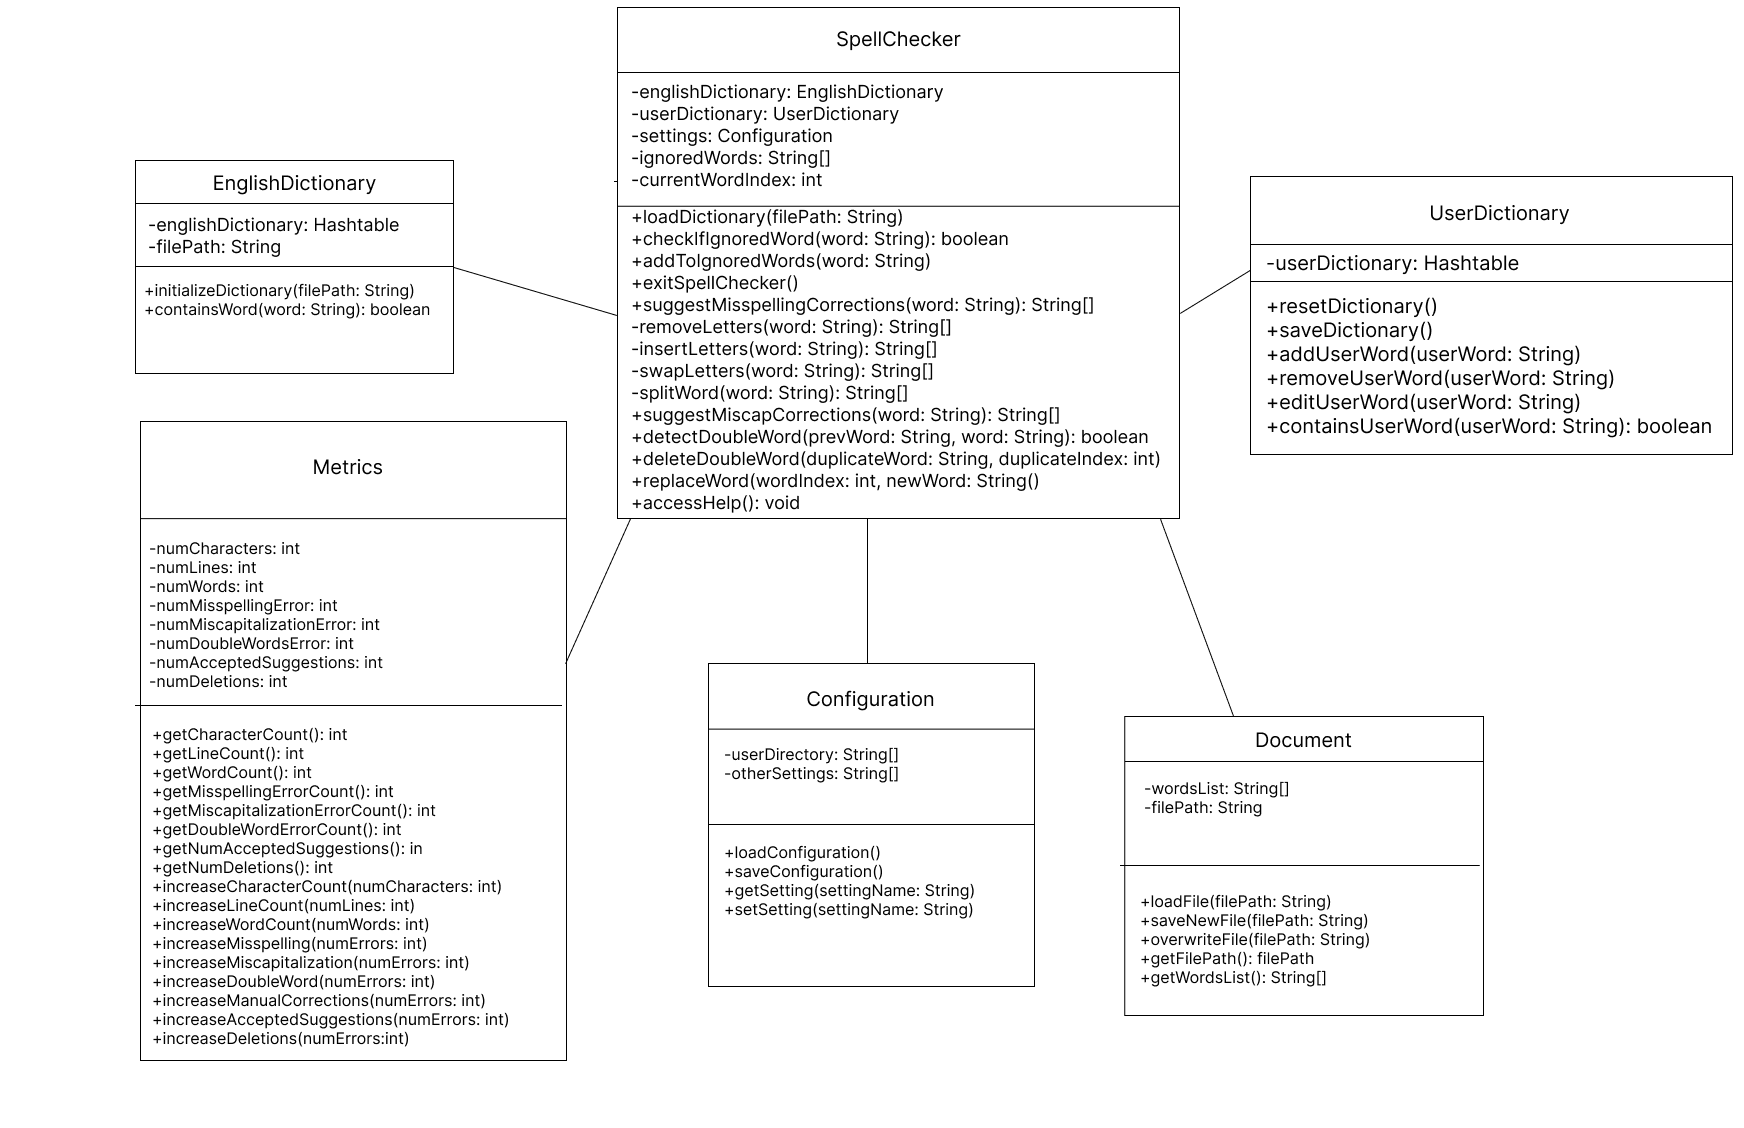 SpellChecker
-englishDictionary: EnglishDictionary
-userDictionary: UserDictionary
-settings: Configuration
-ignoredWords: String[]
-currentWordIndex: int
+loadDictionary(filePath: String)
+checkIfIgnoredWord(word: String): boolean
+addToIgnoredWords(word: String)
+exitSpellChecker()
+suggestMisspellingCorrections(word: String): String[]
-removeLetters(word: String): String[]
-insertLetters(word: String): String[]
-swapLetters(word: String): String[]
-splitWord(word: String): String[]
+suggestMiscapCorrections(word: String): String[]
+detectDoubleWord(prevWord: String, word: String): boolean
+deleteDoubleWord(duplicateWord: String, duplicateIndex: int)
+replaceWord(wordIndex: int, newWord: String()
+accessHelp(): void
EnglishDictionary
-englishDictionary: Hashtable
-filePath: String
+initializeDictionary(filePath: String)
+containsWord(word: String): boolean
UserDictionary
-userDictionary: Hashtable
+resetDictionary()
+saveDictionary()
+addUserWord(userWord: String)
+removeUserWord(userWord: String)
+editUserWord(userWord: String)
+containsUserWord(userWord: String): boolean
Metrics
-numCharacters: int
-numLines: int
-numWords: int
-numMisspellingError: int
-numMiscapitalizationError: int
-numDoubleWordsError: int
-numAcceptedSuggestions: int
-numDeletions: int
+getCharacterCount(): int
+getLineCount(): int
+getWordCount(): int
+getMisspellingErrorCount(): int
+getMiscapitalizationErrorCount(): int
+getDoubleWordErrorCount(): int
+getNumAcceptedSuggestions(): in
+getNumDeletions(): int
+increaseCharacterCount(numCharacters: int)
+increaseLineCount(numLines: int)
+increaseWordCount(numWords: int)
+increaseMisspelling(numErrors: int)
+increaseMiscapitalization(numErrors: int)
+increaseDoubleWord(numErrors: int)
+increaseManualCorrections(numErrors: int)
+increaseAcceptedSuggestions(numErrors: int)
+increaseDeletions(numErrors:int)
Configuration
-userDirectory: String[]
-otherSettings: String[]
+loadConfiguration()
+saveConfiguration()
+getSetting(settingName: String)
+setSetting(settingName: String)
Document
-wordsList: String[]
-filePath: String
+loadFile(filePath: String)
+saveNewFile(filePath: String)
+overwriteFile(filePath: String)
+getFilePath(): filePath
+getWordsList(): String[]